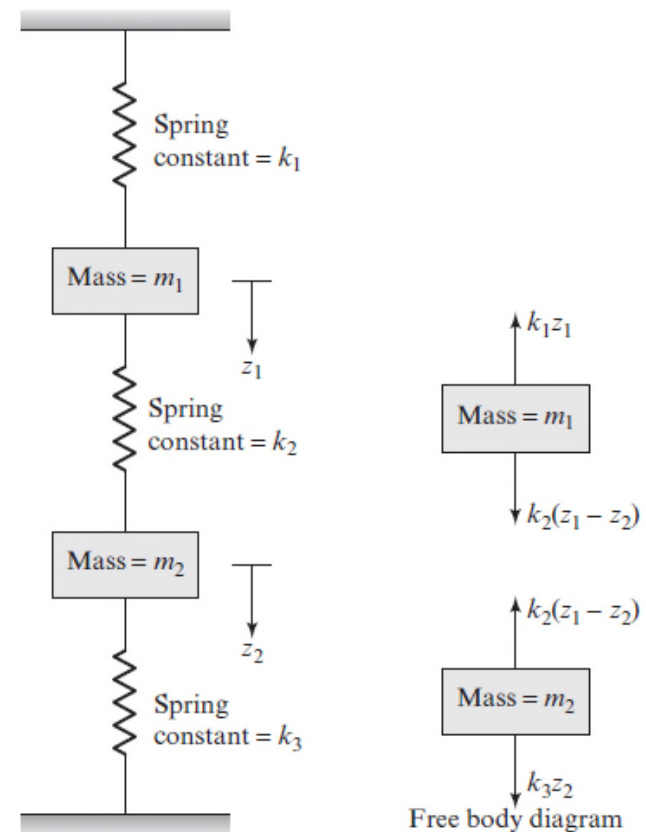 Spring
constant = k₁
Mass = m₁
z₁
Spring
constant = k₂
Mass = m₂
z₂
Spring
constant = k₃
k₁z₁
Mass = m₁
k₂(z₁ − z₂)
k₂(z₁ − z₂)
Mass = m₂
k₃z₂
Free body diagram